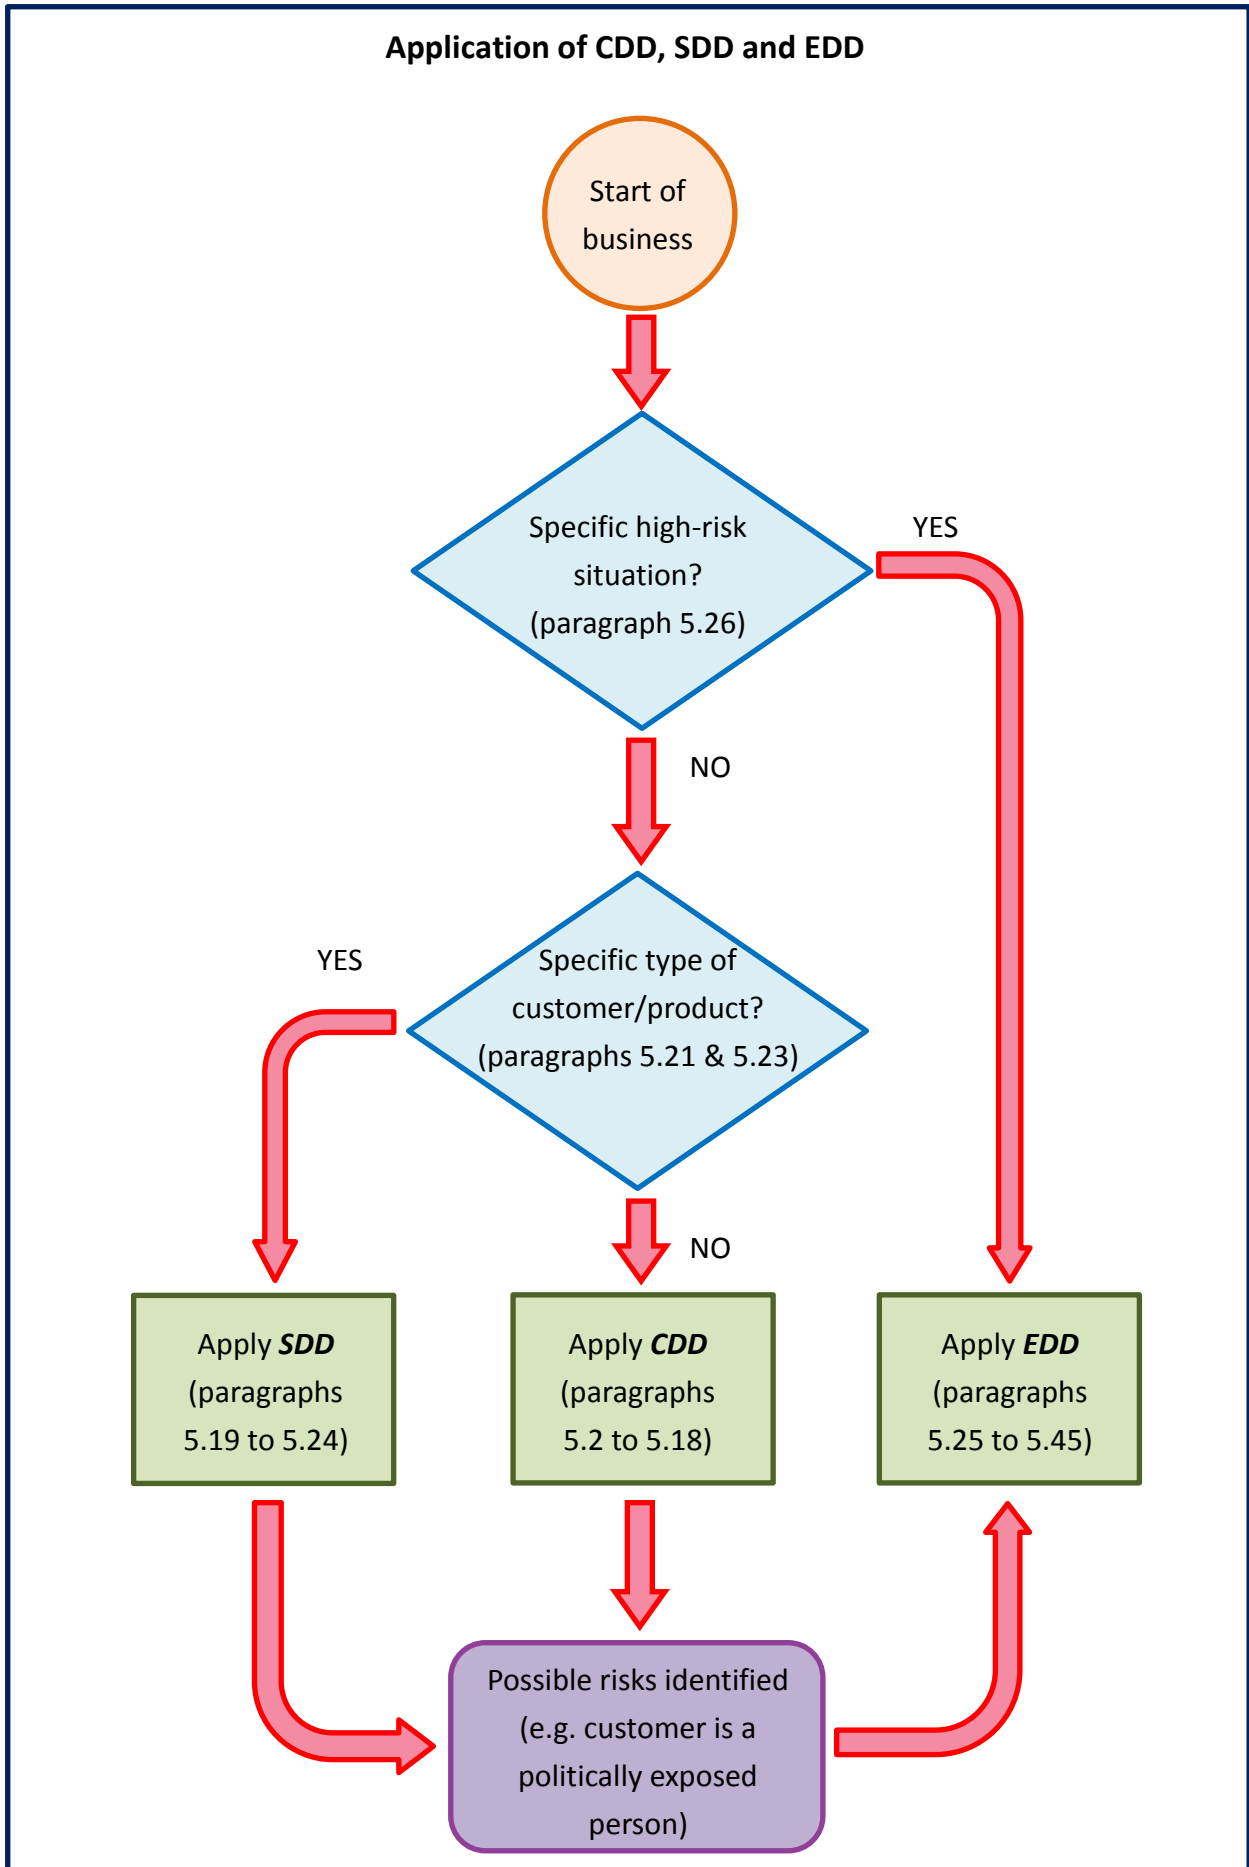 Application of CDD, SDD and EDD
Start of
business
Specific high-risk
situation?
(paragraph 5.26)
YES
NO
YES
Specific type of
customer/product?
(paragraphs 5.21 & 5.23)
NO
Apply SDD
(paragraphs
5.19 to 5.24)
Apply CDD
(paragraphs
5.2 to 5.18)
Apply EDD
(paragraphs
5.25 to 5.45)
Possible risks identified
(e.g. customer is a
politically exposed
person)